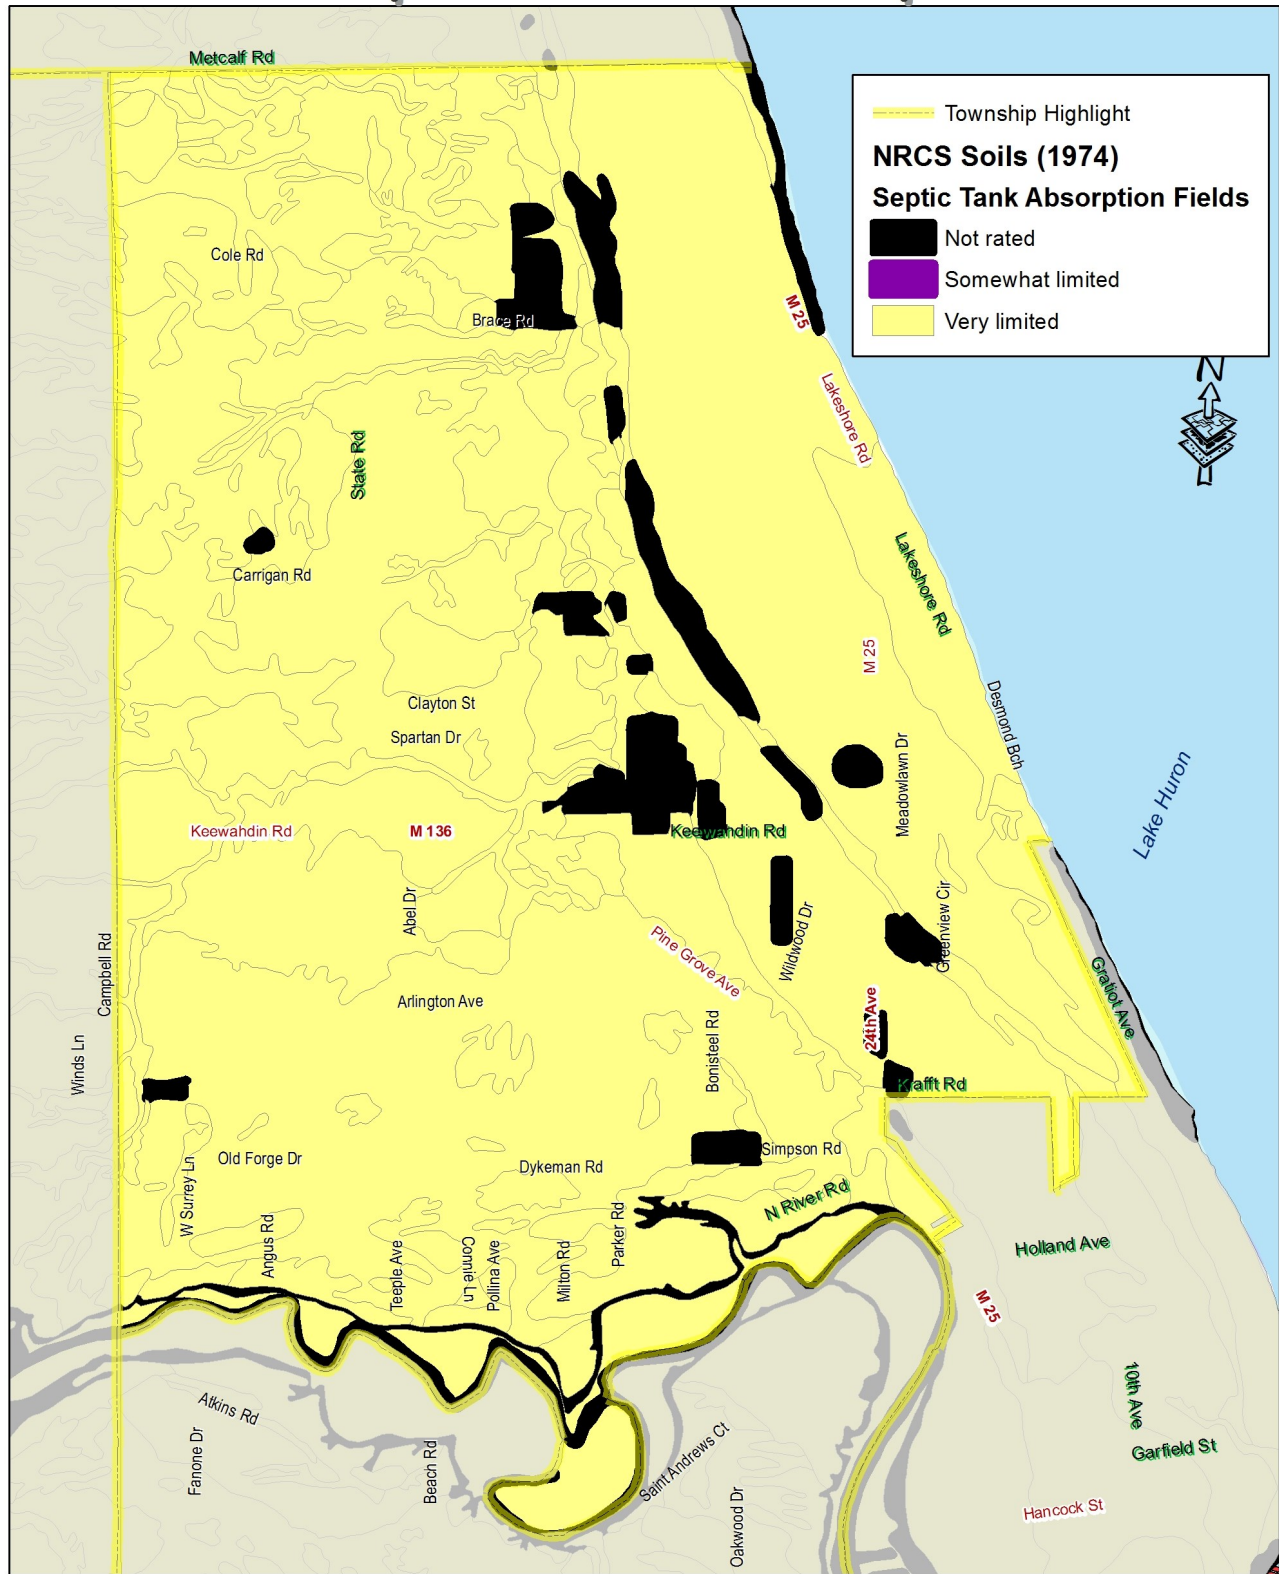 Metcalf Rd
Township Highlight
NRCS Soils (1974)
Septic Tank Absorption Fields
Not rated
Somewhat limited
Very limited
Cole Rd
Brace Rd
M 25
N
Lakeshore Rd
State Rd
Lakeshore Rd
Carrigan Rd
M 25
Clayton St
Spartan Dr
Desmond Bch
Meadowlawn Dr
Lake Huron
Keewahdin Rd
M 136
Keewahdin Rd
Abel Dr
Wildwood Dr
Greenview Cir
Pine Grove Ave
Campbell Rd
Arlington Ave
Gratiot Ave
24th Ave
Winds Ln
Bonisteel Rd
Krafft Rd
Simpson Rd
Old Forge Dr
Dykeman Rd
W Surrey Ln
N River Rd
Parker Rd
Angus Rd
Teeple Ave
Connie Ln
Pollina Ave
Milton Rd
Holland Ave
M 25
Atkins Rd
10th Ave
Fanone Dr
Beach Rd
Saint Andrews Ct
Garfield St
Oakwood Dr
Hancock St